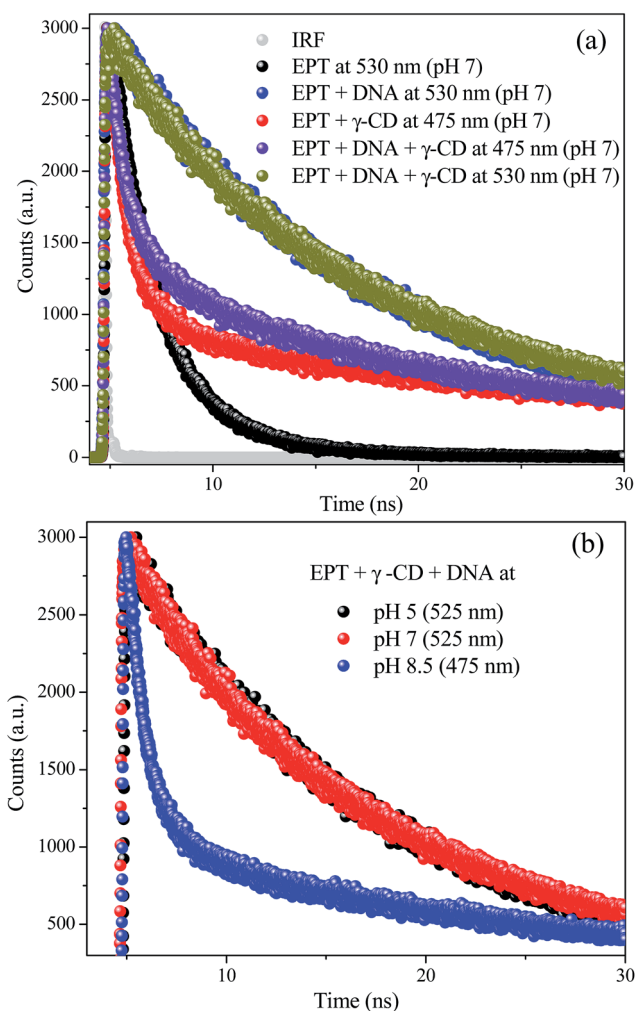 (a)
IRF
EPT at 530 nm (pH 7)
EPT + DNA at 530 nm (pH 7)
EPT + γ-CD at 475 nm (pH 7)
EPT + DNA + γ-CD at 475 nm (pH 7)
EPT + DNA + γ-CD at 530 nm (pH 7)
Counts (a.u.)
3000
2500
2000
1500
1000
500
0
10 20 30
Time (ns)
(b)
EPT + γ -CD + DNA at
pH 5 (525 nm)
pH 7 (525 nm)
pH 8.5 (475 nm)
Counts (a.u.)
3000
2500
2000
1500
1000
500
10 20 30
Time (ns)